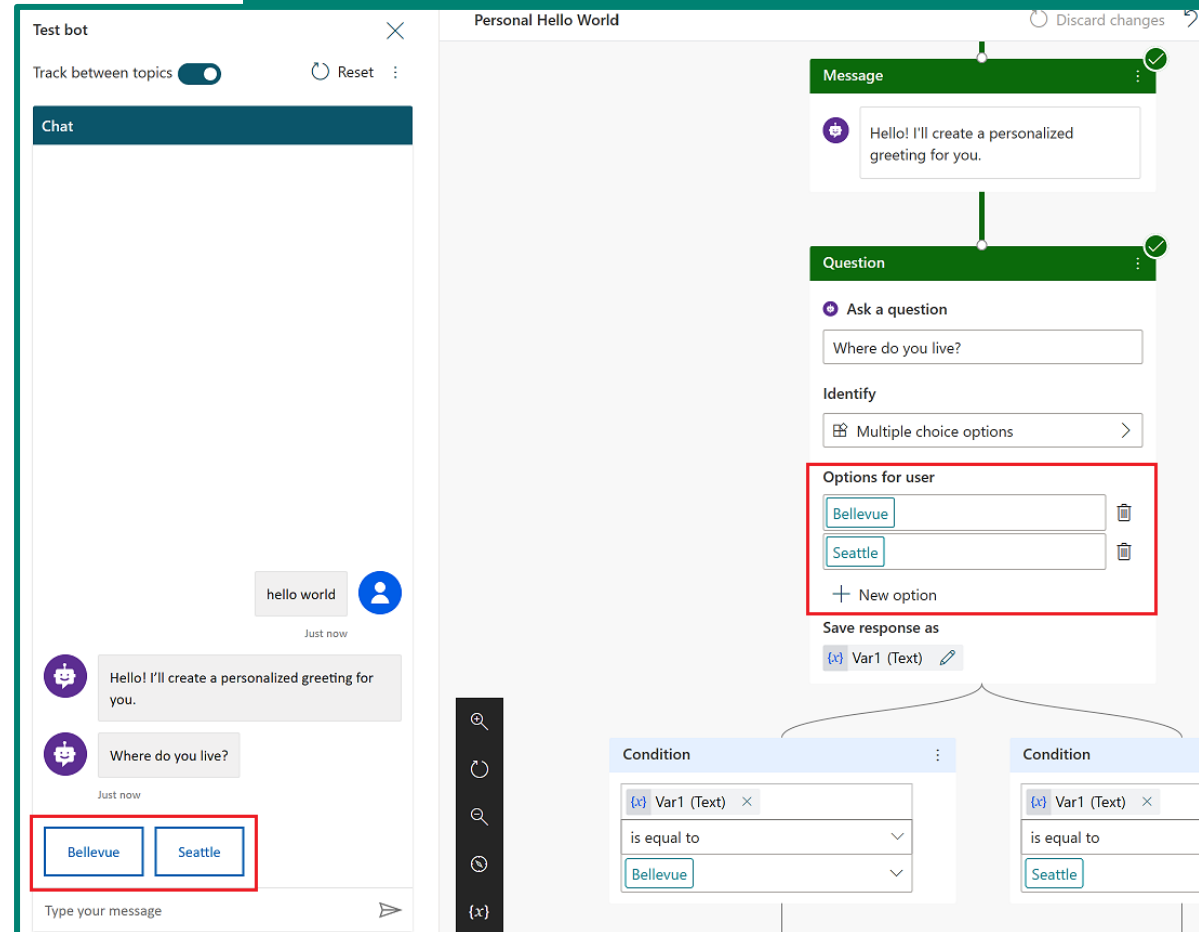 Test bot
Track between topics
Reset
Chat
hello world
Just now
Hello! I'll create a personalized greeting for
you.
Where do you live?
Just now
Bellevue
Seattle
Type your message
Personal Hello World
Discard changes
Message
Hello! I'll create a personalized
greeting for you.
Question
Ask a question
Where do you live?
Identify
Multiple choice options
Options for user
Bellevue
Seattle
New option
Save response as
{x} Var1 (Text)
{x}
Condition
{x} Var1 (Text)
is equal to
Bellevue
Condition
{x} Var1 (Text)
is equal to
Seattle